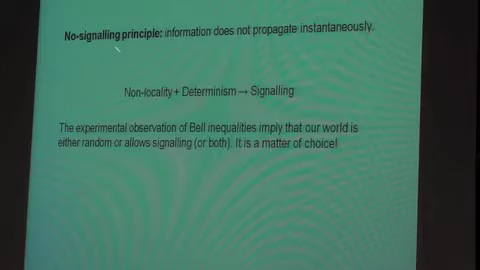 No-signalling principle: information does not propagate instantaneously.
Non-locality + Determinism → Signalling
The experimental observation of Bell inequalities imply that our world is
either random or allows signalling (or both). It is a matter of choice!